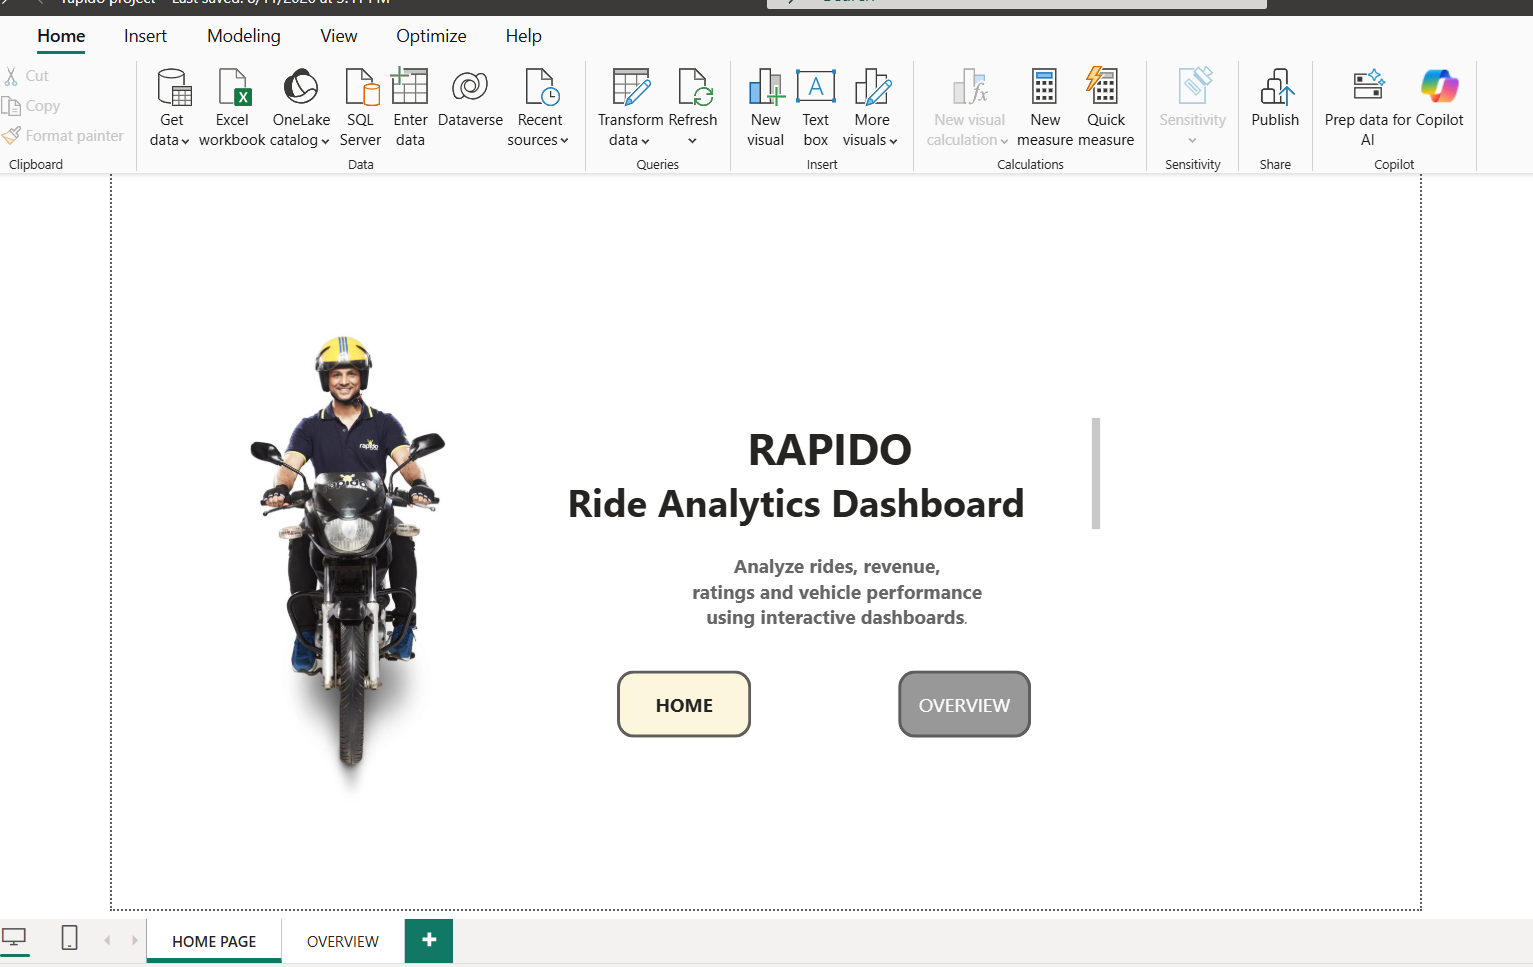 rapido project
Home Insert Modeling View Optimize Help
Cut
Copy
Format painter
Clipboard
Get data
Excel workbook
OneLake catalog
SQL Server
Enter data
Dataverse
Recent sources
Data
Transform data
Refresh
Queries
New visual
Text box
More visuals
Insert
New visual calculation
New measure
Quick measure
Calculations
Sensitivity
Sensitivity
Publish
Share
Prep data for AI
Copilot
Copilot
rapido
RAPIDO
Ride Analytics Dashboard
Analyze rides, revenue,
ratings and vehicle performance
using interactive dashboards.
HOME
OVERVIEW
HOME PAGE
OVERVIEW